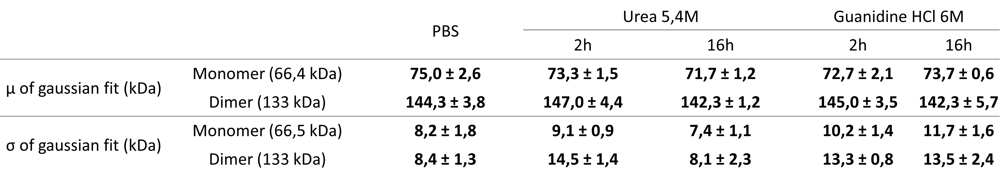 PBS Urea 5,4M Guanidine HCl 6M
2h 16h 2h 16h
μ of gaussian fit (kDa)
Monomer (66,4 kDa) 75,0 ± 2,6 73,3 ± 1,5 71,7 ± 1,2 72,7 ± 2,1 73,7 ± 0,6
Dimer (133 kDa) 144,3 ± 3,8 147,0 ± 4,4 142,3 ± 1,2 145,0 ± 3,5 142,3 ± 5,7
σ of gaussian fit (kDa)
Monomer (66,5 kDa) 8,2 ± 1,8 9,1 ± 0,9 7,4 ± 1,1 10,2 ± 1,4 11,7 ± 1,6
Dimer (133 kDa) 8,4 ± 1,3 14,5 ± 1,4 8,1 ± 2,3 13,3 ± 0,8 13,5 ± 2,4